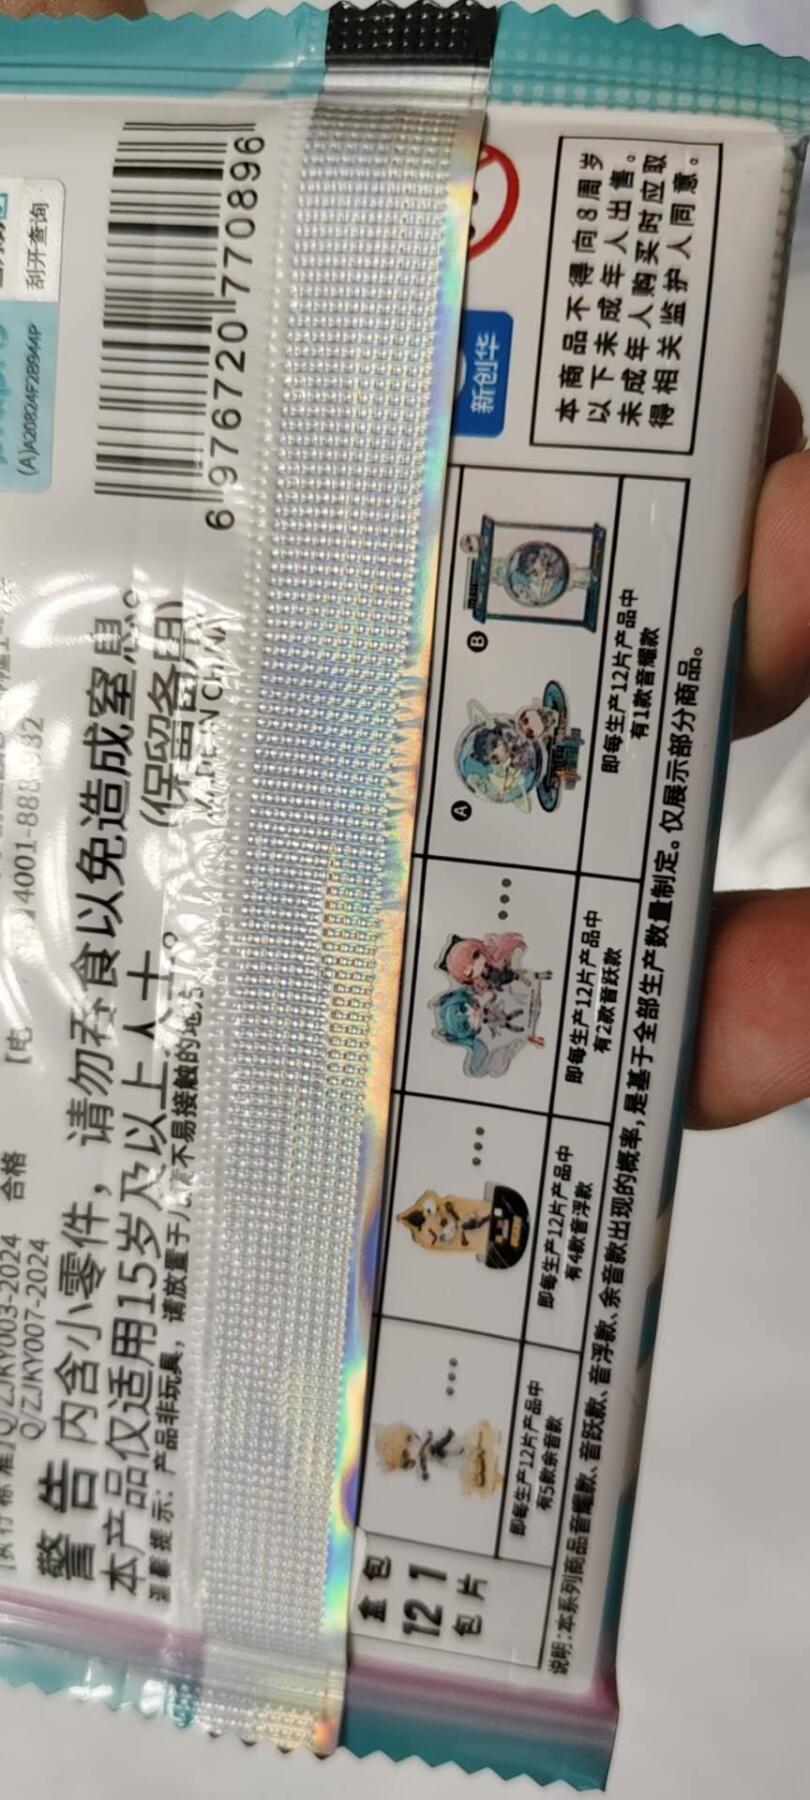 刮开查询
(A)A20824F28944P
6 976720 770896
4001-888
【电
合格
Q/ZJKY003-2024
Q/ZJKY007-2024
警告 内含小零件，请勿吞食以免造成窒息
本产品仅适用15岁及以上人士。(保留备用)
温馨提示：产品非玩具，请放置于儿童不易接触的地方
MADE IN CHINA
新创华
本商品不得向8周岁
以下未成年人出售。
未成年人购买时应取
得相关监护人同意。
盒 12 包
包 1 片
即每生产12片产品中
有5款余音款
即每生产12片产品中
有4款音浮款
即每生产12片产品中
有2款音跃款
A
B
即每生产12片产品中
有1款音耀款
说明：本系列商品音耀款、音跃款、音浮款、余音款出现的概率，是基于全部生产数量制定。仅展示部分商品。